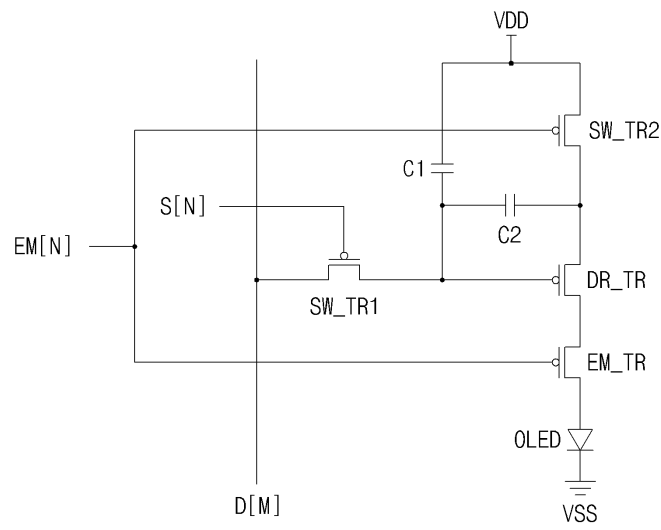 VDD
SW_TR2
C1
S[N]
C2
EM[N]
DR_TR
SW_TR1
EM_TR
OLED
D[M]
VSS